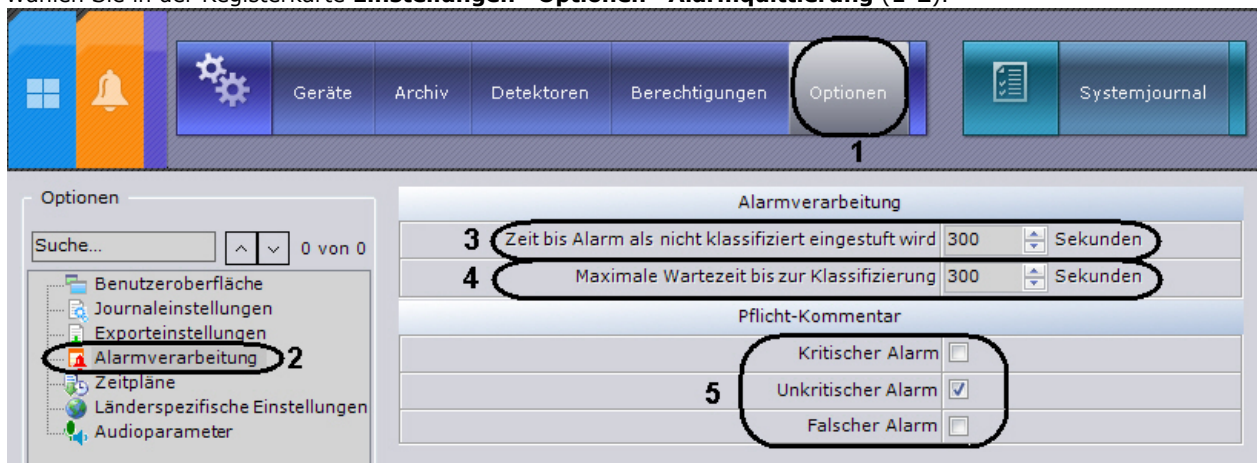 Wählen Sie in der Registerkarte Einstellungen - Optionen - Alarmquittierung (1-2).
Geräte Archiv Detektoren Berechtigungen Optionen Systemjournal
1
Optionen
Suche... 0 von 0
Benutzeroberfläche
Journaleinstellungen
Exporteinstellungen
Alarmverarbeitung 2
Zeitpläne
Länderspezifische Einstellungen
Audioparameter
Alarmverarbeitung
3 Zeit bis Alarm als nicht klassifiziert eingestuft wird 300 Sekunden
4 Maximale Wartezeit bis zur Klassifizierung 300 Sekunden
Pflicht-Kommentar
Kritischer Alarm
5 Unkritischer Alarm
Falscher Alarm